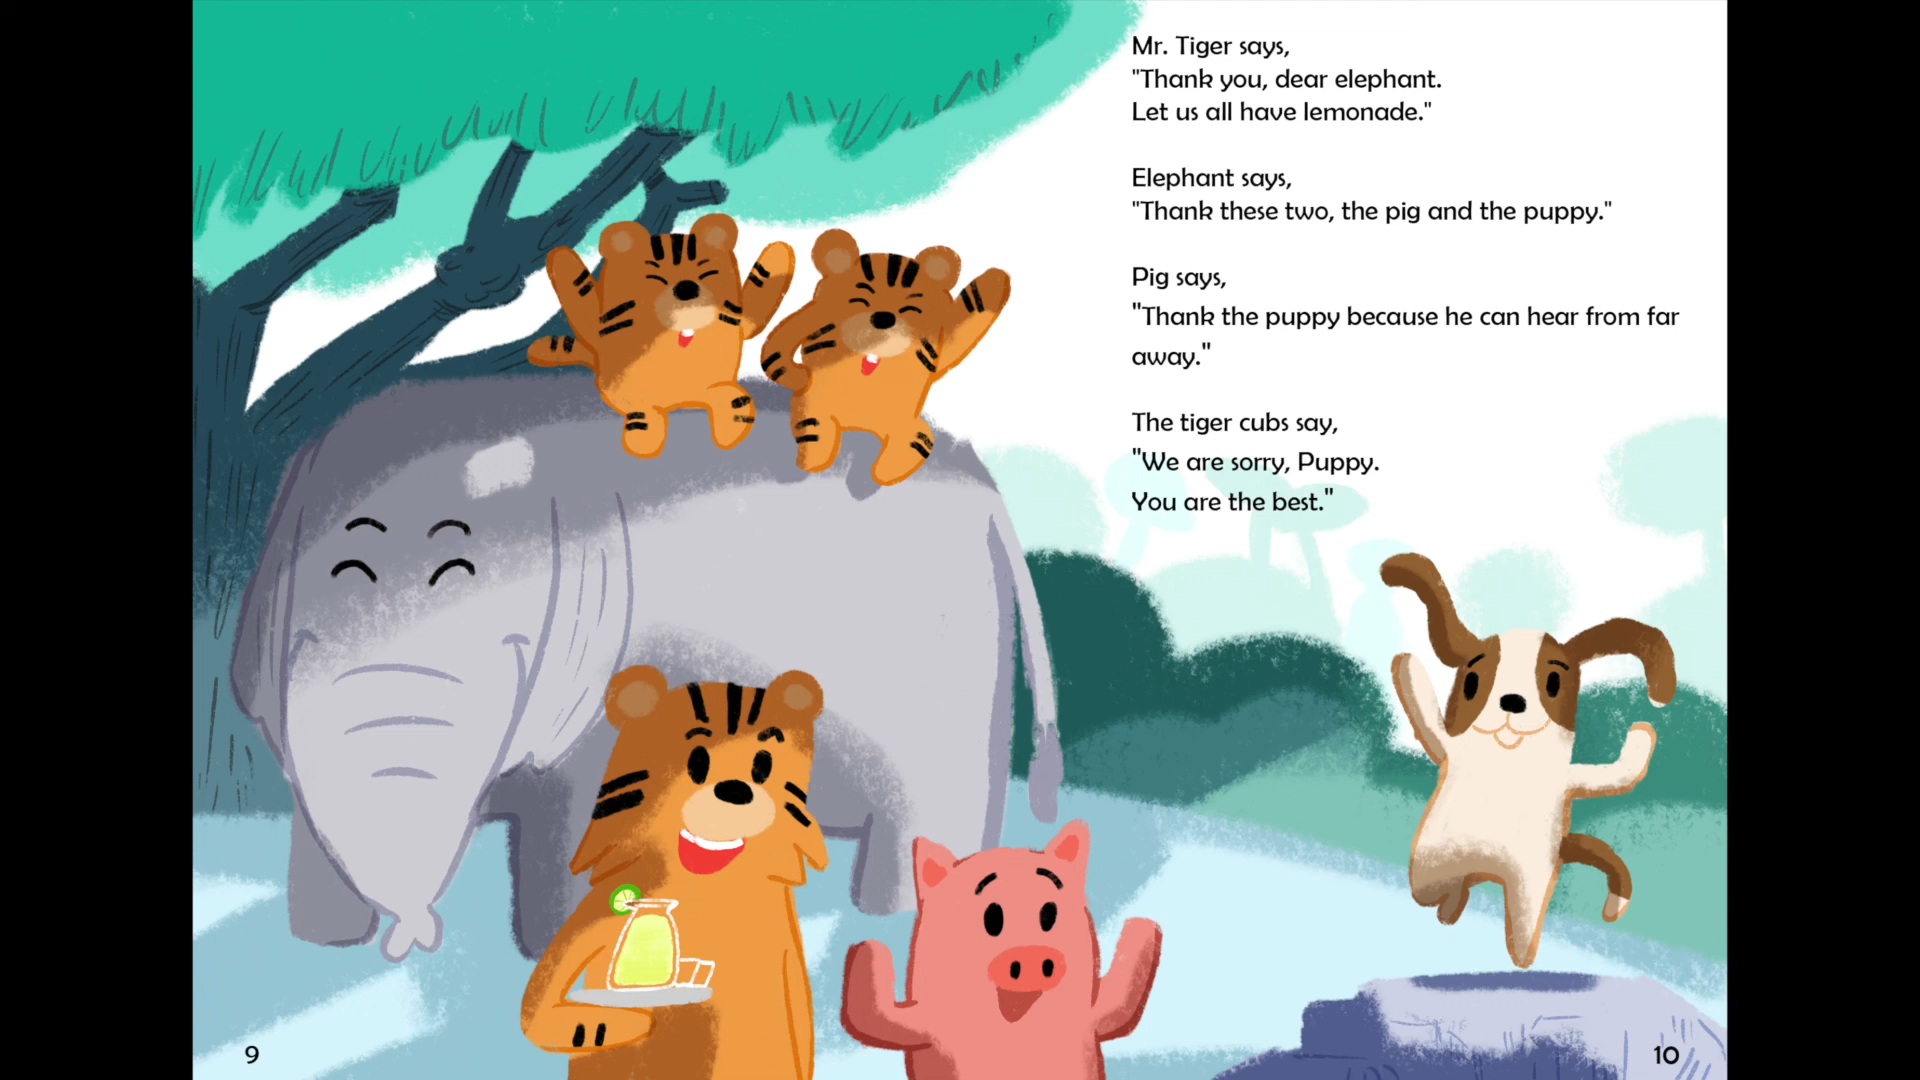 Mr. Tiger says,
"Thank you, dear elephant.
Let us all have lemonade."
Elephant says,
"Thank these two, the pig and the puppy."
Pig says,
"Thank the puppy because he can hear from far
away."
The tiger cubs say,
"We are sorry, Puppy.
You are the best."
9
10